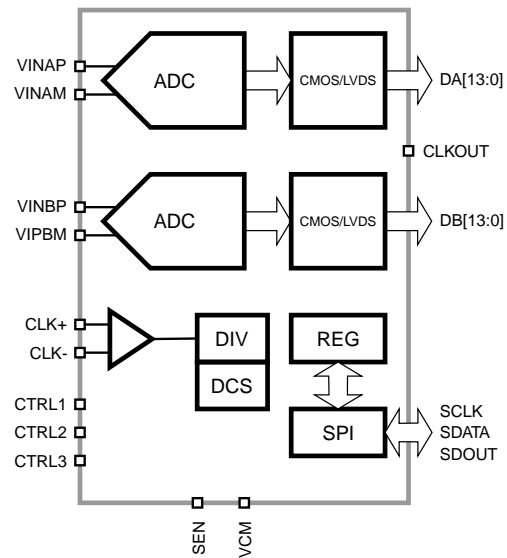 VINAP
VINAM
ADC
CMOS/LVDS
DA[13:0]
CLKOUT
VINBP
VIPBM
ADC
CMOS/LVDS
DB[13:0]
CLK+
CLK-
DIV
DCS
REG
CTRL1
CTRL2
CTRL3
SPI
SCLK
SDATA
SDOUT
SEN
VCM